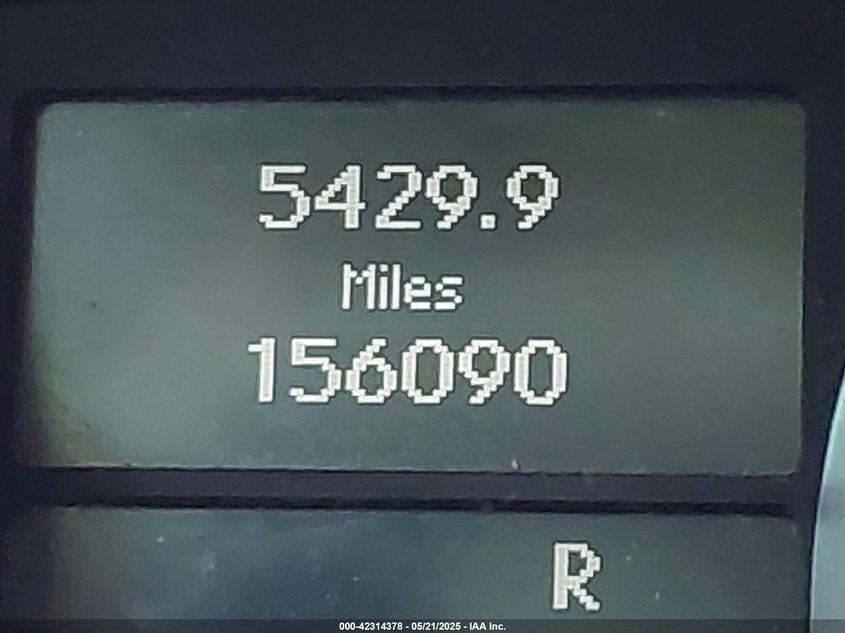 5429.9
Miles
156090
R
000-42314378 - 05/21/2025 - IAA Inc.